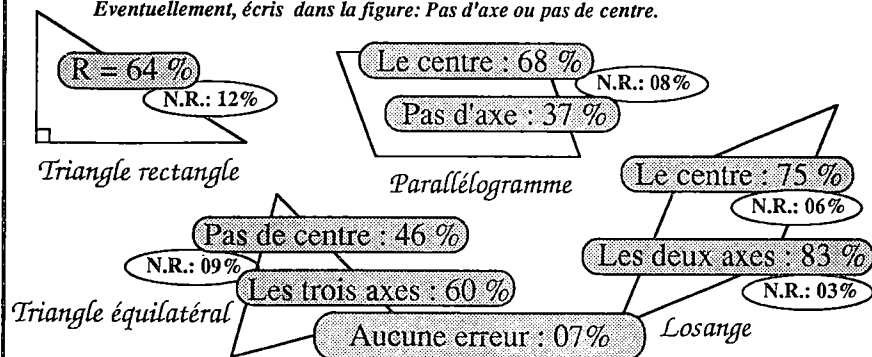 Eventuellement, écris dans la figure: Pas d'axe ou pas de centre.
R = 64 %
N.R.: 12%
Triangle rectangle
Le centre : 68 %
N.R.: 08%
Pas d'axe : 37 %
Parallélogramme
Le centre : 75 %
N.R.: 06%
Les deux axes : 83 %
N.R.: 03%
Losange
Pas de centre : 46 %
N.R.: 09%
Les trois axes : 60 %
Triangle équilatéral
Aucune erreur : 07%